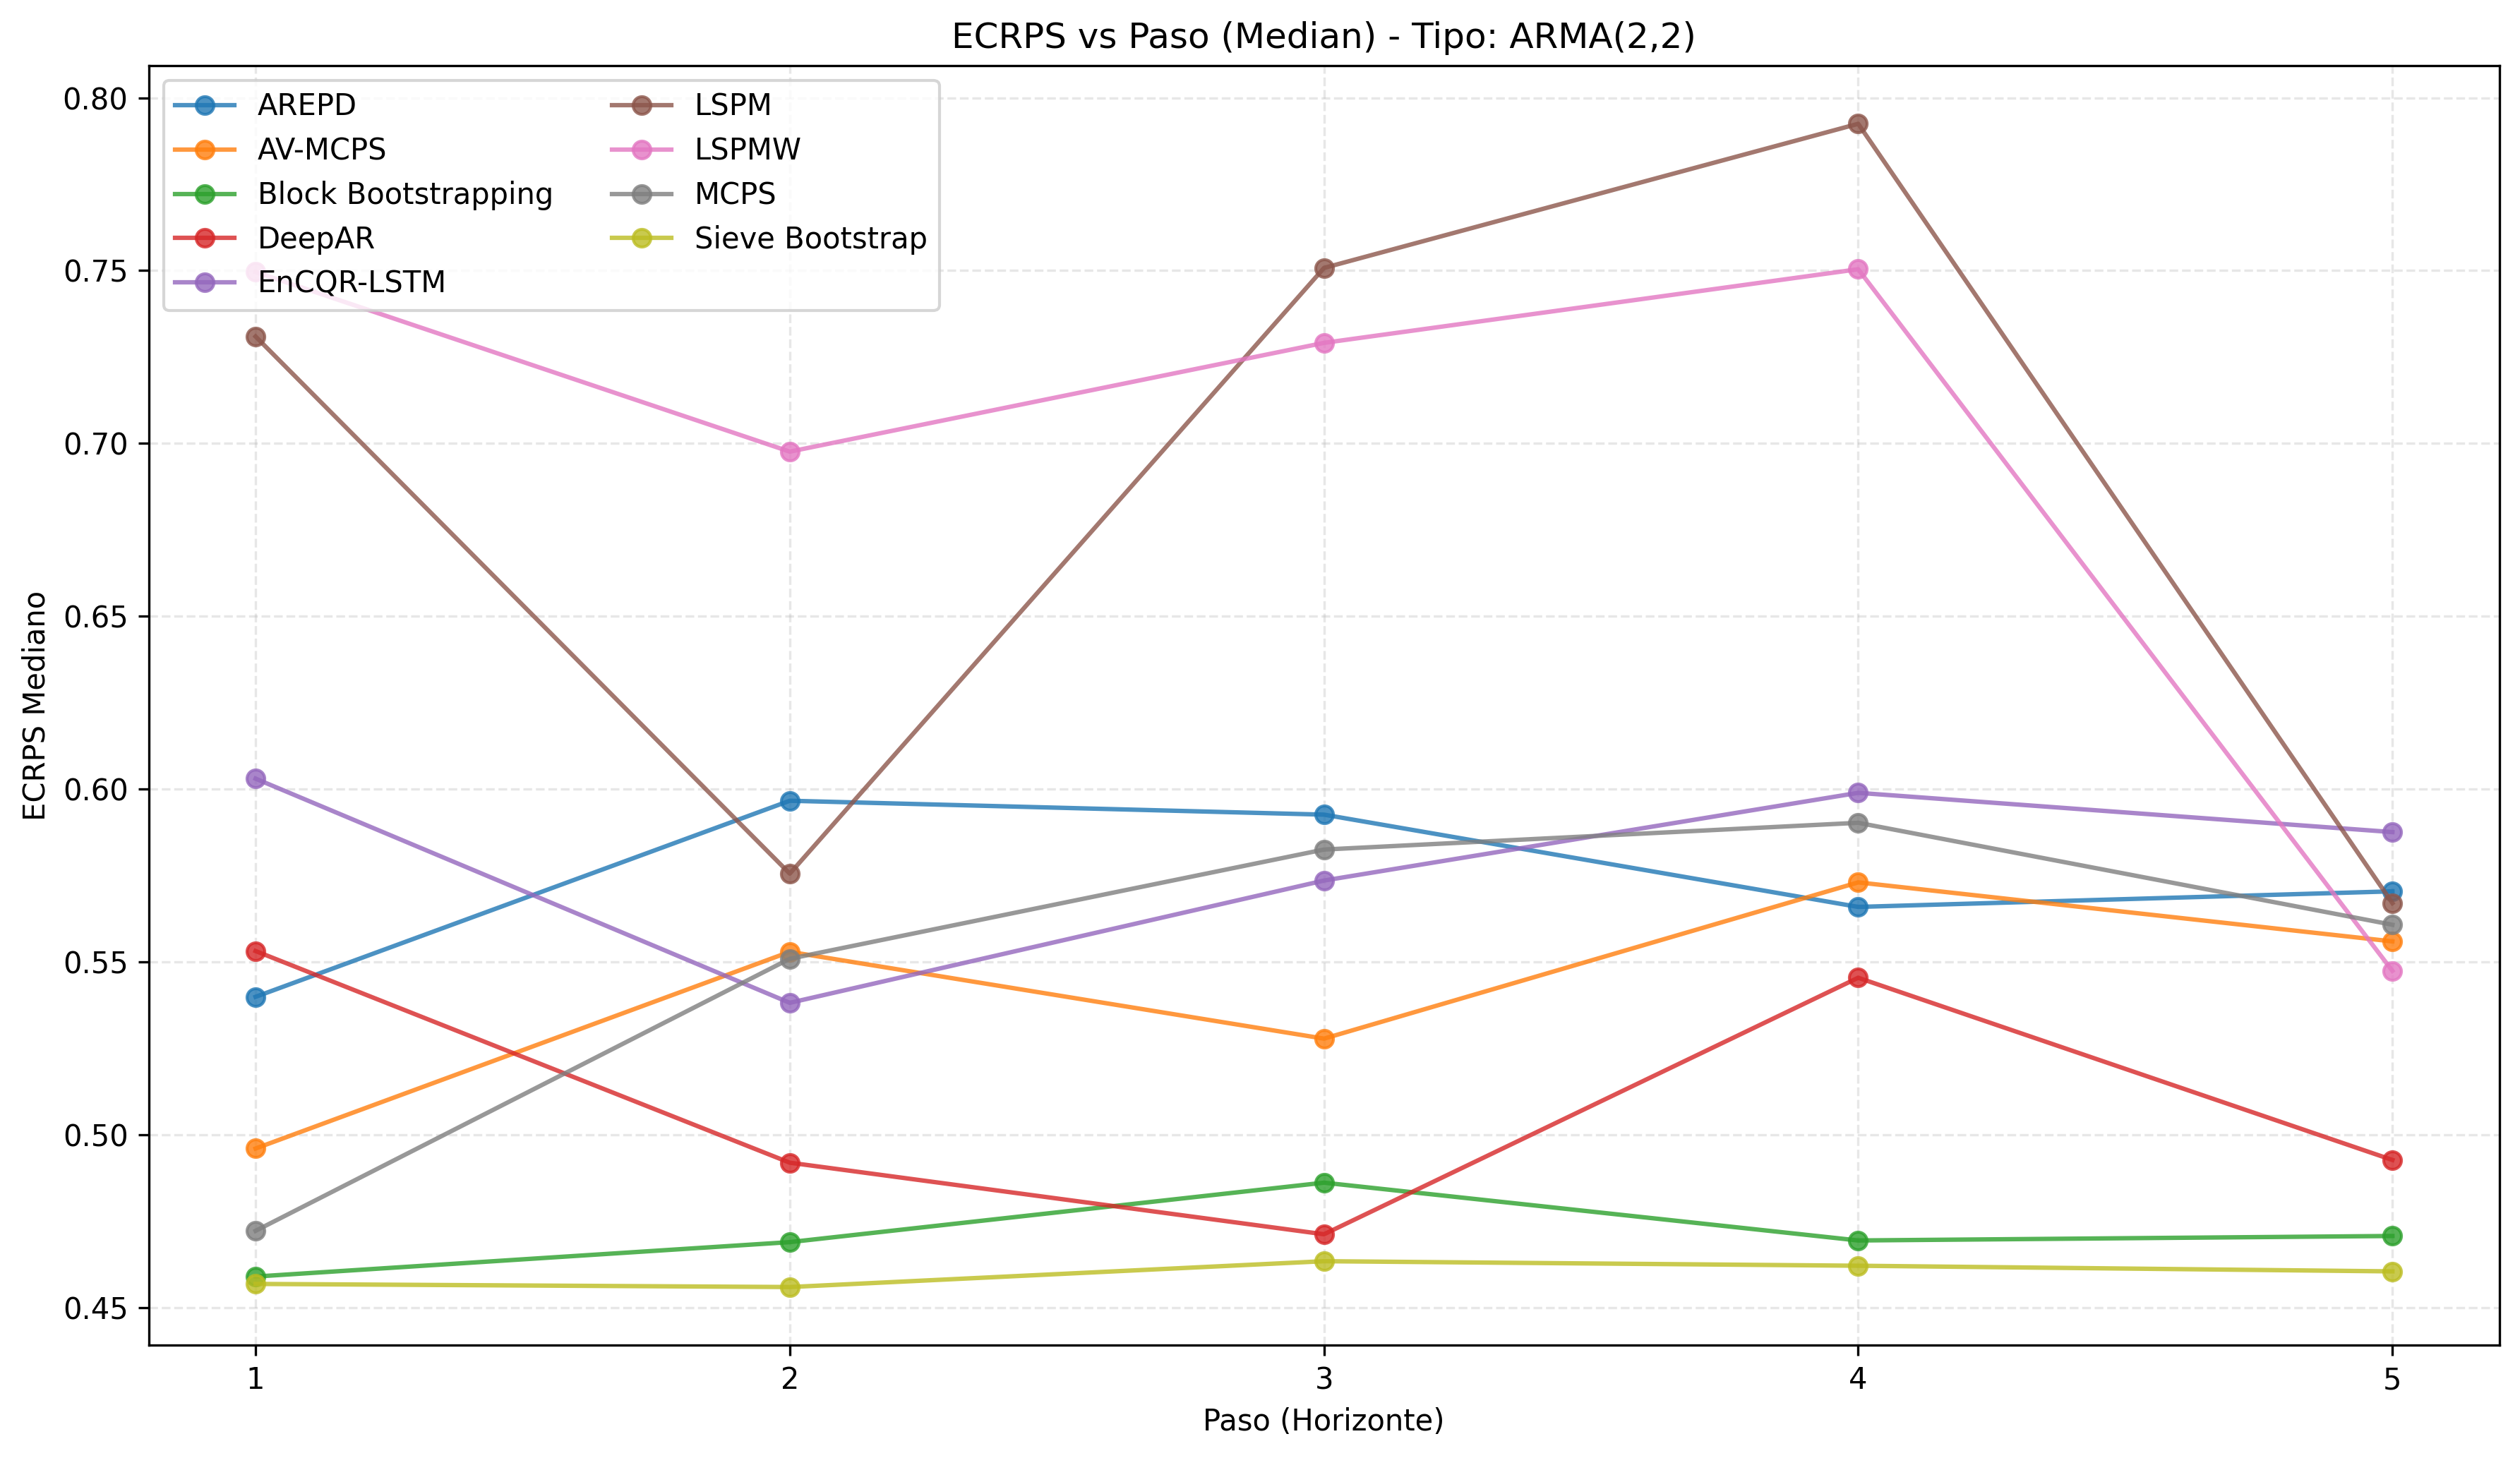 ECRPS vs Paso (Median) - Tipo: ARMA(2,2)
AREPD
AV-MCPS
Block Bootstrapping
DeepAR
EnCQR-LSTM
LSPM
LSPMW
MCPS
Sieve Bootstrap
ECRPS Mediano
0.80
0.75
0.70
0.65
0.60
0.55
0.50
0.45
1 2 3 4 5
Paso (Horizonte)